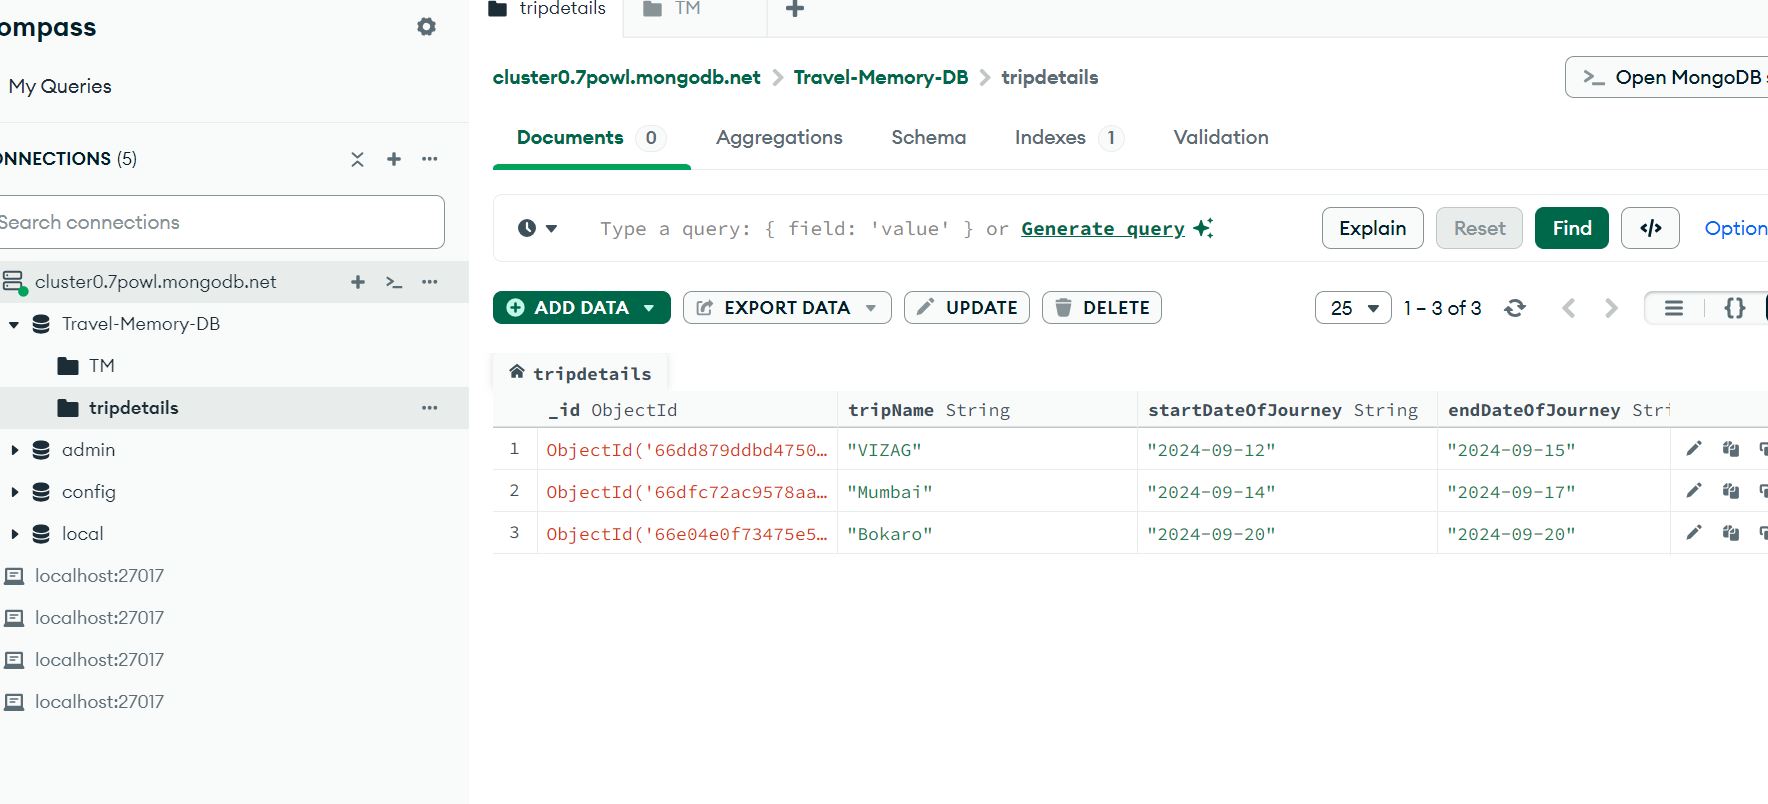 ompass
My Queries
ONNECTIONS (5)
Search connections
cluster0.7powl.mongodb.net
Travel-Memory-DB
TM
tripdetails
admin
config
local
localhost:27017
localhost:27017
localhost:27017
localhost:27017
tripdetails TM
cluster0.7powl.mongodb.net > Travel-Memory-DB > tripdetails
>_ Open MongoDB s
Documents 0 Aggregations Schema Indexes 1 Validation
Type a query: { field: 'value' } or Generate query
Explain Reset Find </> Option
ADD DATA EXPORT DATA UPDATE DELETE
25 1 – 3 of 3 {}
tripdetails
_id ObjectId tripName String startDateOfJourney String endDateOfJourney Stri
1 ObjectId('66dd879ddbd4750… "VIZAG" "2024-09-12" "2024-09-15"
2 ObjectId('66dfc72ac9578aa… "Mumbai" "2024-09-14" "2024-09-17"
3 ObjectId('66e04e0f73475e5… "Bokaro" "2024-09-20" "2024-09-20"